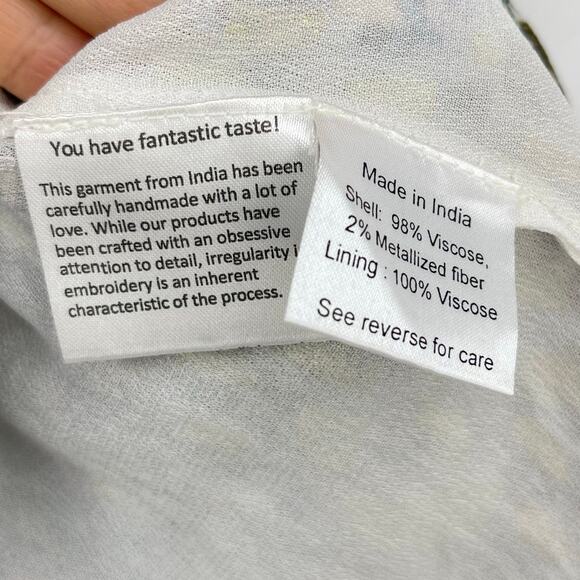 You have fantastic taste!
This garment from India has been
carefully handmade with a lot of
love. While our products have
been crafted with an obsessive
attention to detail, irregularity i
embroidery is an inherent
characteristic of the process.
Made in India
Shell: 98% Viscose,
2% Metallized fiber
Lining : 100% Viscose
See reverse for care